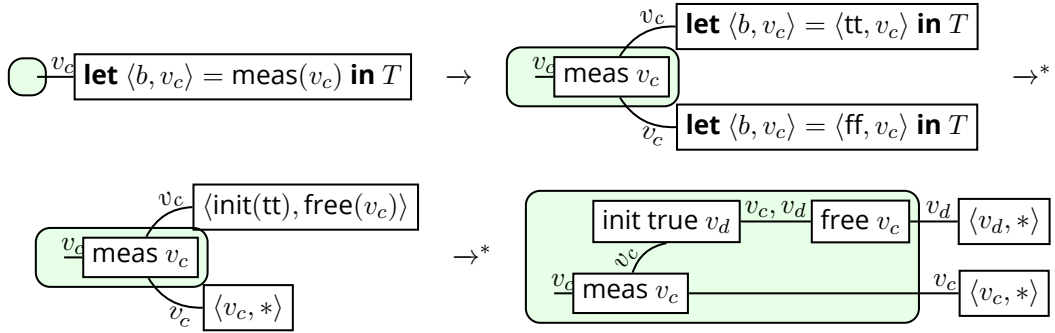 v_c let ⟨b, v_c⟩ = meas(v_c) in T
→
v_c meas v_c
v_c let ⟨b, v_c⟩ = ⟨tt, v_c⟩ in T
v_c let ⟨b, v_c⟩ = ⟨ff, v_c⟩ in T
→*
v_c meas v_c
v_c ⟨init(tt), free(v_c)⟩
v_c ⟨v_c, *⟩
→*
init true v_d v_c, v_d free v_c v_d ⟨v_d, *⟩
v_c
v_c meas v_c v_c ⟨v_c, *⟩